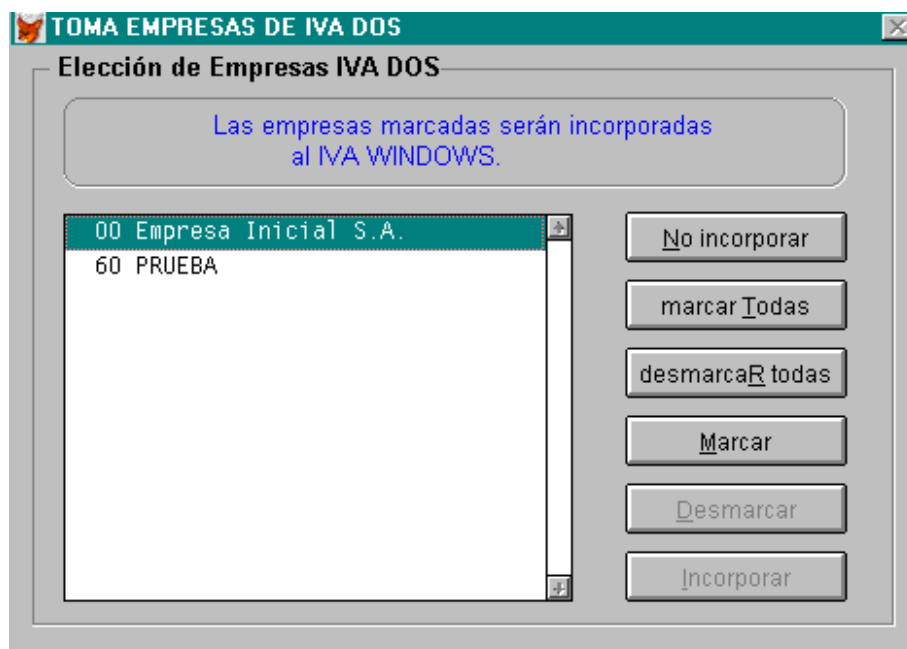 TOMA EMPRESAS DE IVA DOS
Elección de Empresas IVA DOS
Las empresas marcadas serán incorporadas
al IVA WINDOWS.
00 Empresa Inicial S.A.
60 PRUEBA
No incorporar
marcar Todas
desmarcaR todas
Marcar
Desmarcar
Incorporar